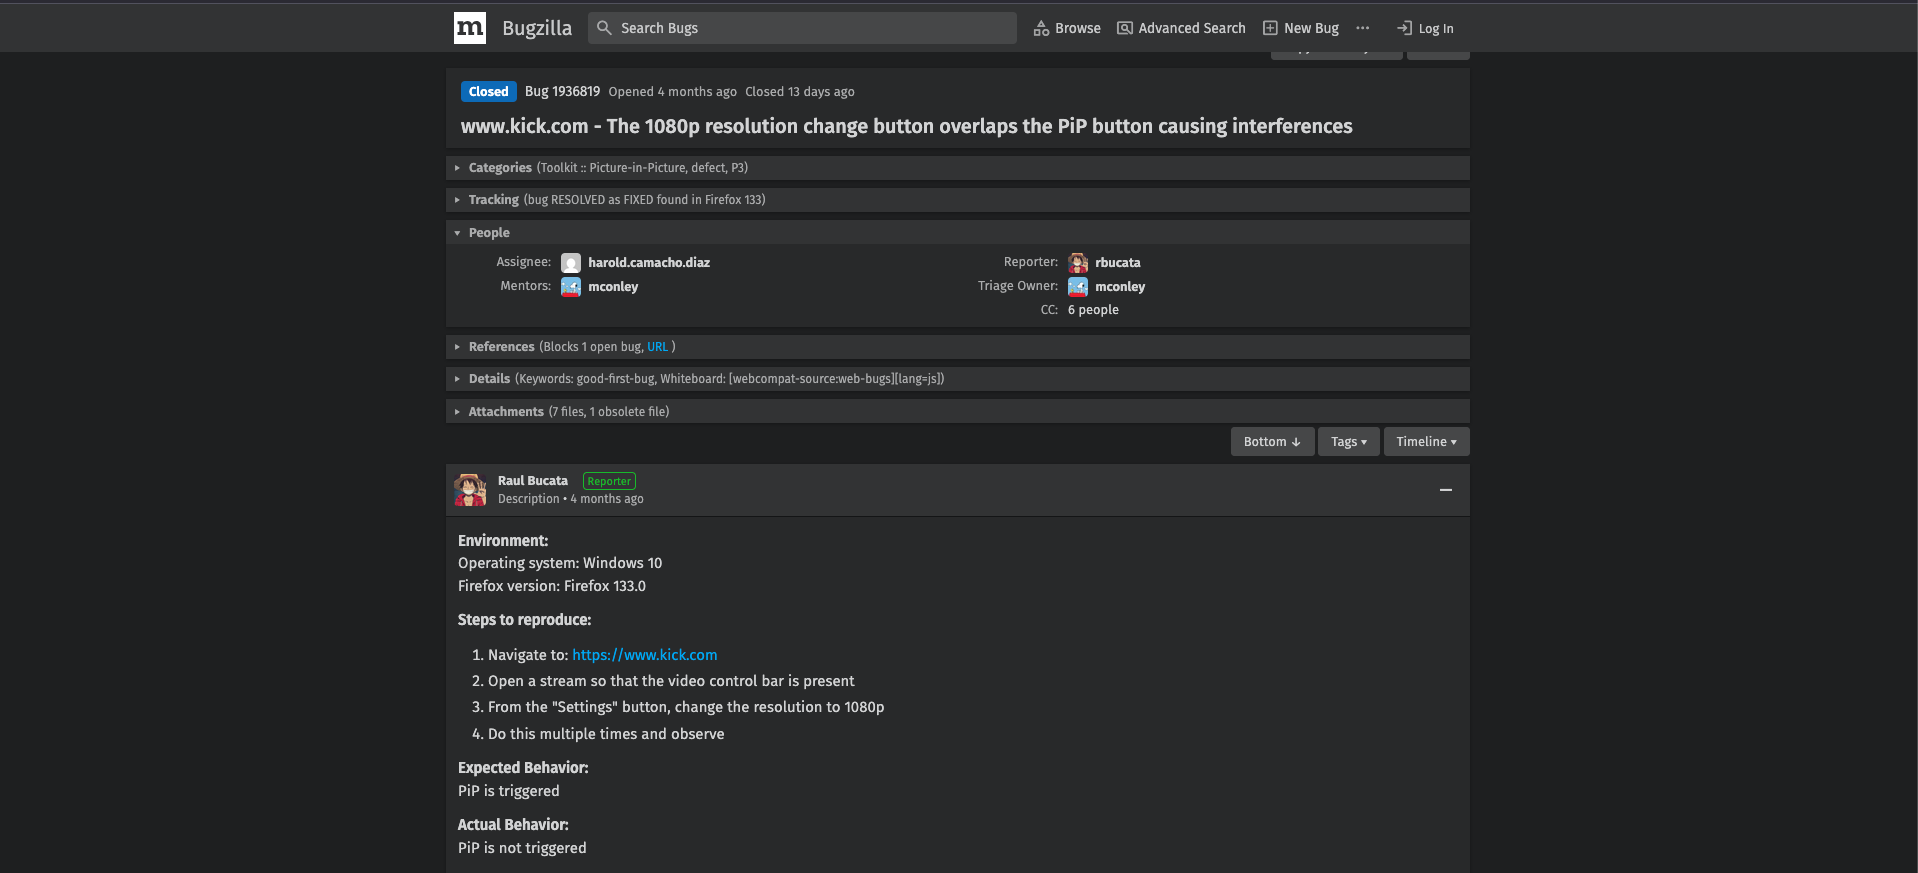 m Bugzilla Search Bugs Browse Advanced Search New Bug ... Log In
Closed Bug 1936819 Opened 4 months ago Closed 13 days ago
www.kick.com - The 1080p resolution change button overlaps the PiP button causing interferences
Categories (Toolkit :: Picture-in-Picture, defect, P3)
Tracking (bug RESOLVED as FIXED found in Firefox 133)
People
Assignee: harold.camacho.diaz
Mentors: mconley
Reporter: rbucata
Triage Owner: mconley
CC: 6 people
References (Blocks 1 open bug, URL )
Details (Keywords: good-first-bug, Whiteboard: [webcompat-source:web-bugs][lang=js])
Attachments (7 files, 1 obsolete file)
Bottom ↓ Tags ▾ Timeline ▾
Raul Bucata Reporter
Description • 4 months ago
Environment:
Operating system: Windows 10
Firefox version: Firefox 133.0
Steps to reproduce:
1. Navigate to: https://www.kick.com
2. Open a stream so that the video control bar is present
3. From the "Settings" button, change the resolution to 1080p
4. Do this multiple times and observe
Expected Behavior:
PiP is triggered
Actual Behavior:
PiP is not triggered